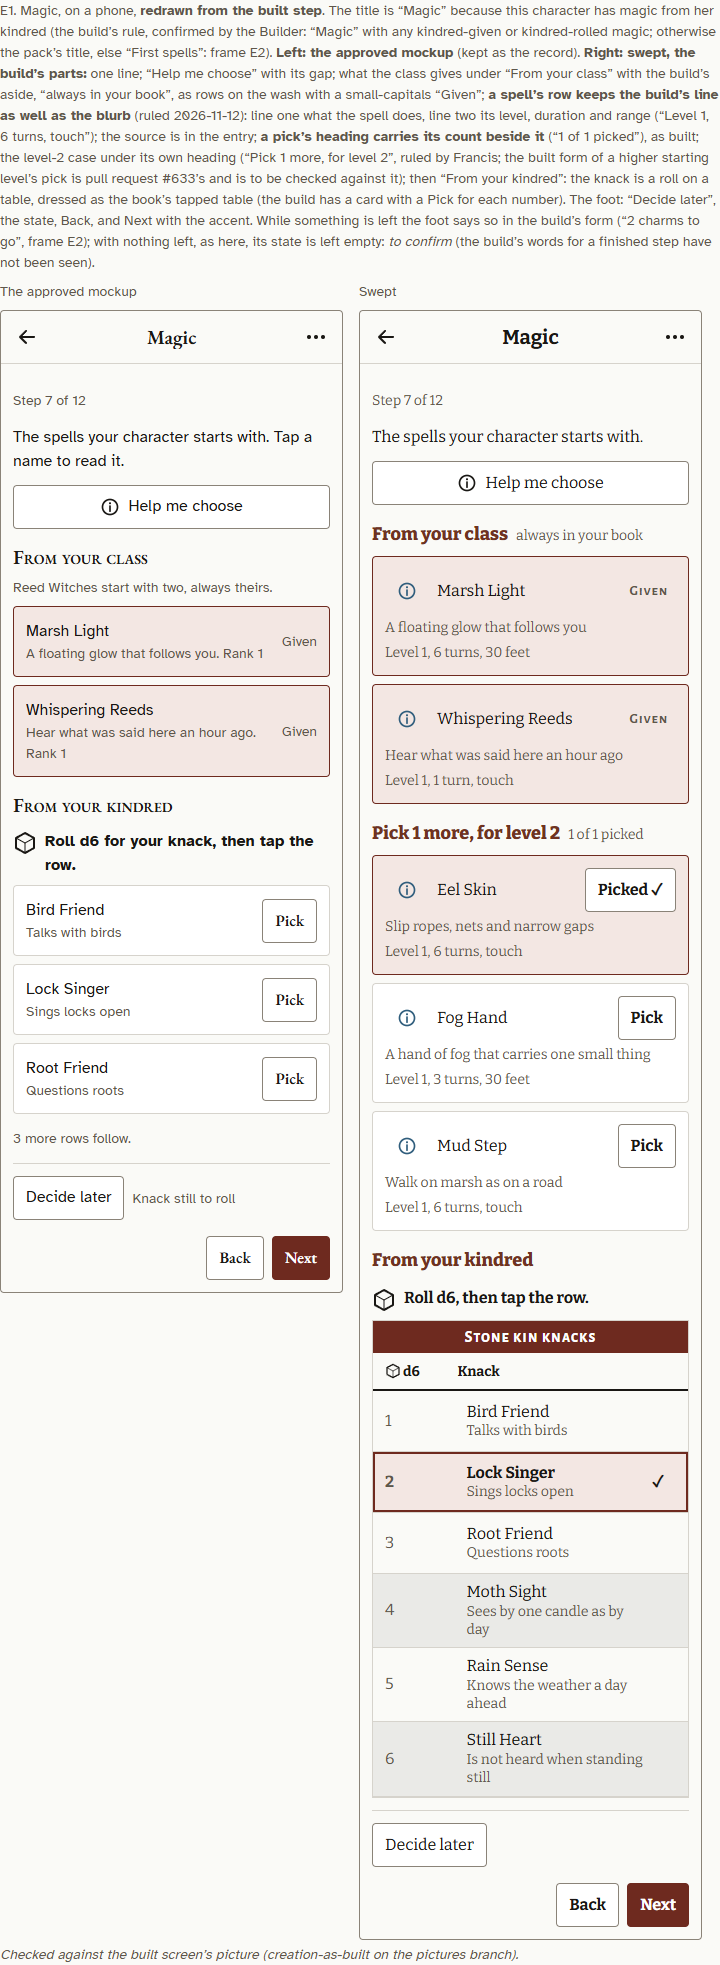 E1. Magic, on a phone, redrawn from the built step. The title is “Magic” because this character has magic from her
kindred (the build’s rule, confirmed by the Builder: “Magic” with any kindred-given or kindred-rolled magic; otherwise
the pack’s title, else “First spells”: frame E2). Left: the approved mockup (kept as the record). Right: swept, the
build’s parts: one line; “Help me choose” with its gap; what the class gives under “From your class” with the build’s
aside, “always in your book”, as rows on the wash with a small-capitals “Given”; a spell’s row keeps the build’s line
as well as the blurb (ruled 2026-11-12): line one what the spell does, line two its level, duration and range (“Level 1,
6 turns, touch”); the source is in the entry; a pick’s heading carries its count beside it (“1 of 1 picked”), as built;
the level-2 case under its own heading (“Pick 1 more, for level 2”, ruled by Francis; the built form of a higher starting
level’s pick is pull request #633’s and is to be checked against it); then “From your kindred”: the knack is a roll on a
table, dressed as the book’s tapped table (the build has a card with a Pick for each number). The foot: “Decide later”,
the state, Back, and Next with the accent. While something is left the foot says so in the build’s form (“2 charms to
go”, frame E2); with nothing left, as here, its state is left empty: to confirm (the build’s words for a finished step have
not been seen).
The approved mockup
Magic
Step 7 of 12
The spells your character starts with. Tap a
name to read it.
Help me choose
From your class
Reed Witches start with two, always theirs.
Marsh Light
A floating glow that follows you. Rank 1
Given
Whispering Reeds
Hear what was said here an hour ago.
Rank 1
Given
From your kindred
Roll d6 for your knack, then tap the
row.
Bird Friend
Talks with birds
Pick
Lock Singer
Sings locks open
Pick
Root Friend
Questions roots
Pick
3 more rows follow.
Decide later
Knack still to roll
Back
Next
Swept
Magic
Step 7 of 12
The spells your character starts with.
Help me choose
From your class always in your book
Marsh Light
Given
A floating glow that follows you
Level 1, 6 turns, 30 feet
Whispering Reeds
Given
Hear what was said here an hour ago
Level 1, 1 turn, touch
Pick 1 more, for level 2 1 of 1 picked
Eel Skin
Picked ✓
Slip ropes, nets and narrow gaps
Level 1, 6 turns, touch
Fog Hand
Pick
A hand of fog that carries one small thing
Level 1, 3 turns, 30 feet
Mud Step
Pick
Walk on marsh as on a road
Level 1, 6 turns, touch
From your kindred
Roll d6, then tap the row.
Stone kin knacks
d6 Knack
1 Bird Friend
Talks with birds
2 Lock Singer ✓
Sings locks open
3 Root Friend
Questions roots
4 Moth Sight
Sees by one candle as by
day
5 Rain Sense
Knows the weather a day
ahead
6 Still Heart
Is not heard when standing
still
Decide later
Back
Next
Checked against the built screen’s picture (creation-as-built on the pictures branch).